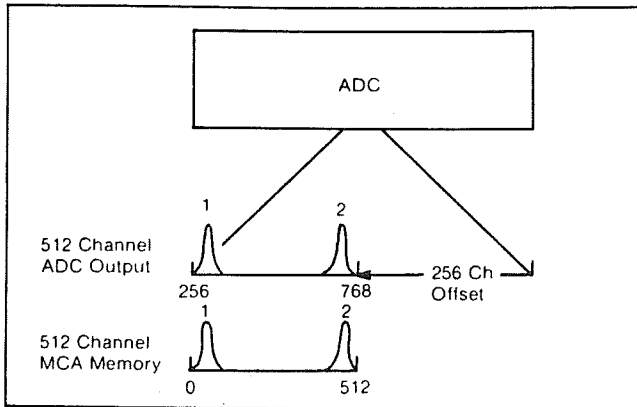 ADC
1
2
512 Channel
ADC Output
256
768
256 Ch
Offset
1
2
512 Channel
MCA Memory
0
512